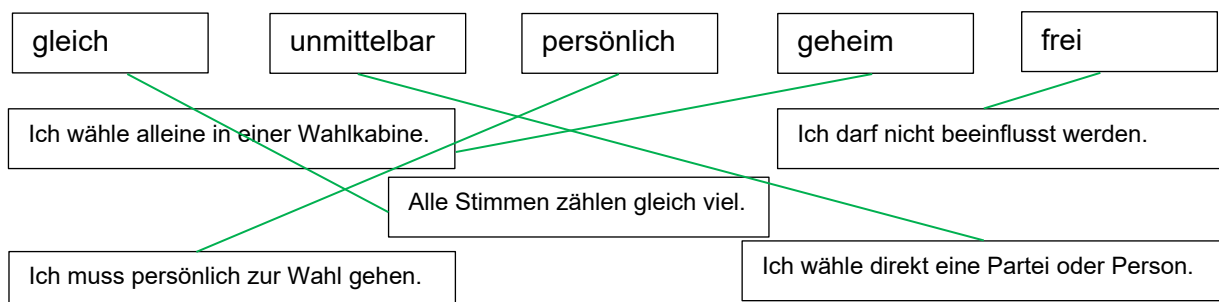 gleich
unmittelbar
persönlich
geheim
frei
Ich wähle alleine in einer Wahlkabine.
Ich darf nicht beeinflusst werden.
Alle Stimmen zählen gleich viel.
Ich muss persönlich zur Wahl gehen.
Ich wähle direkt eine Partei oder Person.